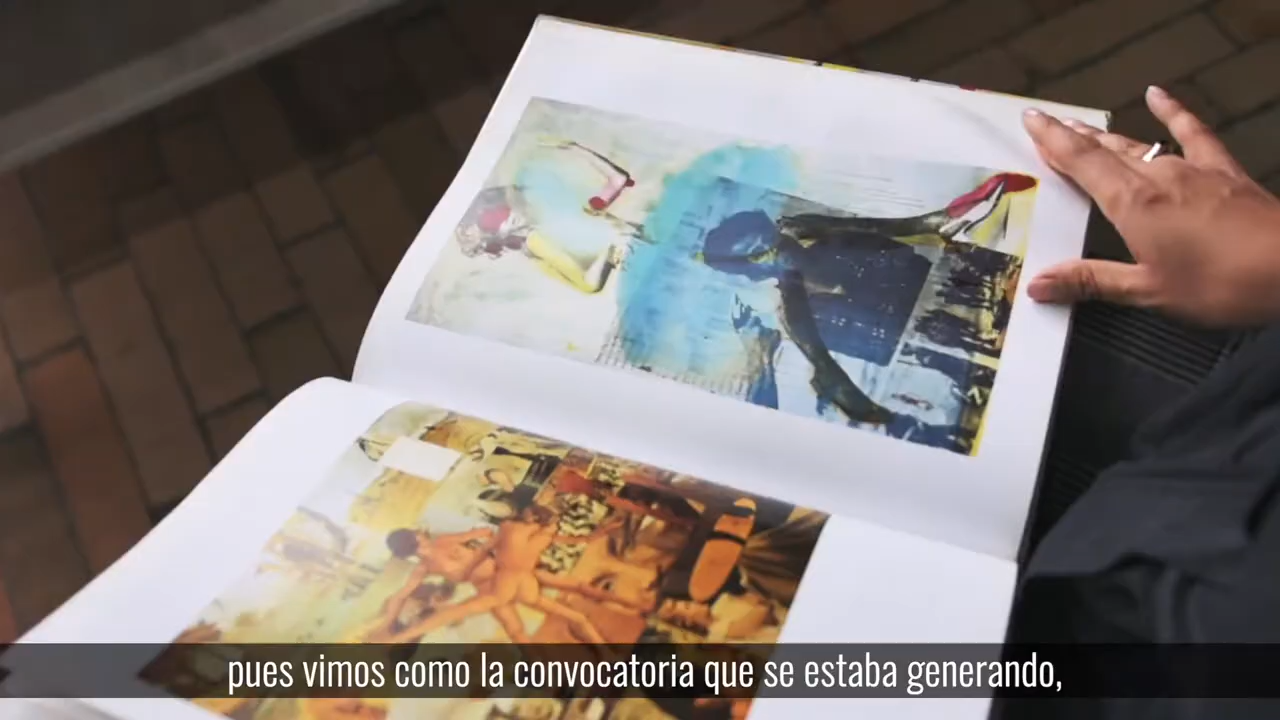 pues vimos como la convocatoria que se estaba generando,